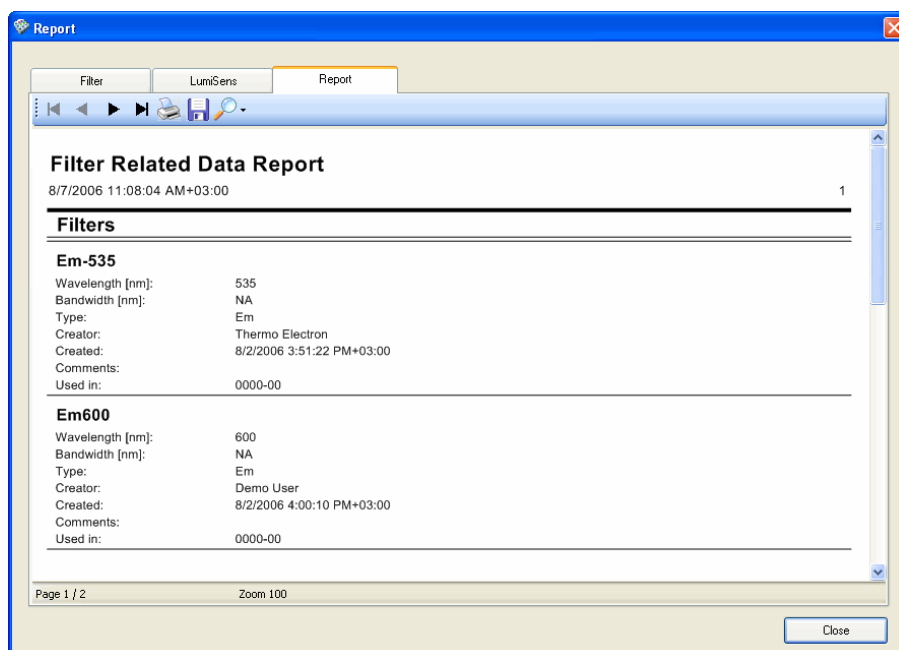 Report
Filter LumiSens Report
Filter Related Data Report
8/7/2006 11:08:04 AM+03:00 1
Filters
Em-535
Wavelength [nm]: 535
Bandwidth [nm]: NA
Type: Em
Creator: Thermo Electron
Created: 8/2/2006 3:51:22 PM+03:00
Comments:
Used in: 0000-00
Em600
Wavelength [nm]: 600
Bandwidth [nm]: NA
Type: Em
Creator: Demo User
Created: 8/2/2006 4:00:10 PM+03:00
Comments:
Used in: 0000-00
Page 1 / 2 Zoom 100
Close